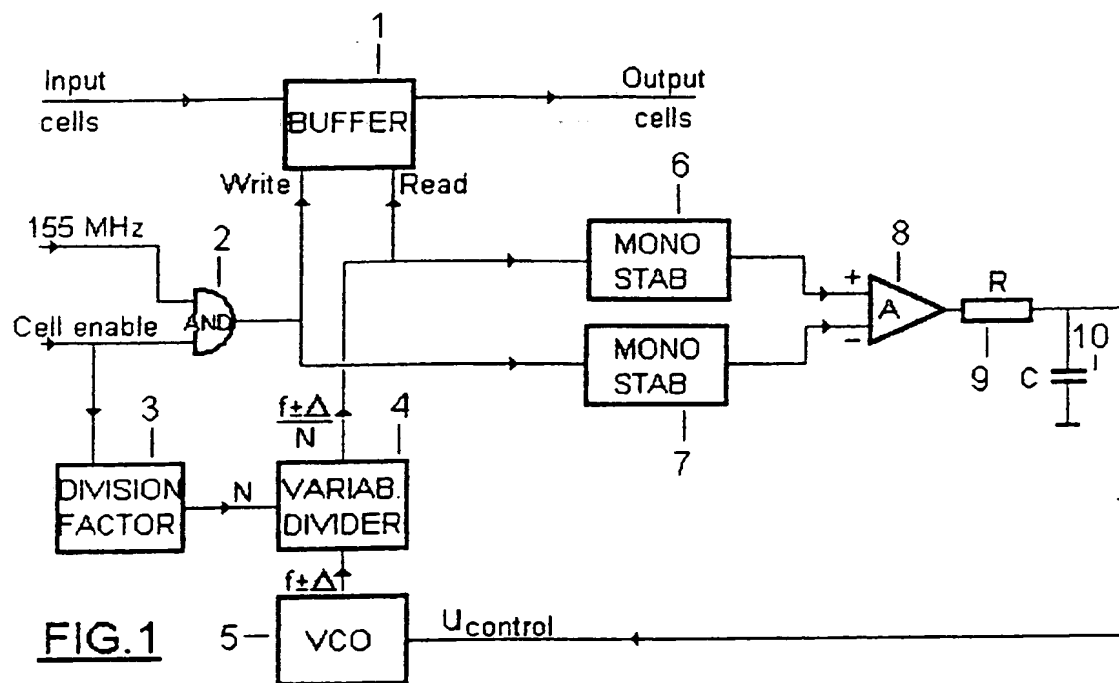 1
Input
cells
BUFFER
Output
cells
Write
Read
155 MHz
2
AND
Cell enable
6
MONO
STAB
MONO
STAB
7
8
+
A
−
R
9
10
C
3
DIVISION
FACTOR
N
f±Δ
N
4
VARIAB.
DIVIDER
f±Δ
5
VCO
Ucontrol
FIG.1